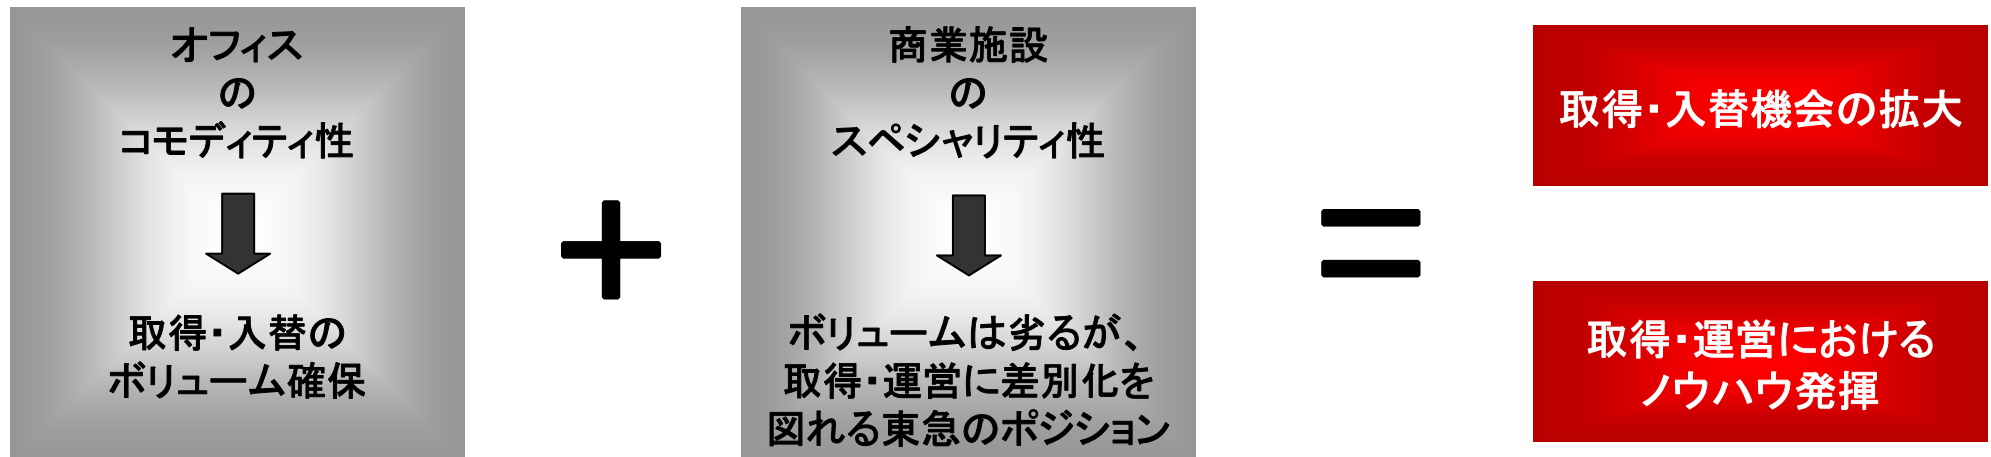 オフィス
の
コモディティ性
取得・入替の
ボリューム確保
+
商業施設
の
スペシャリティ性
ボリュームは劣るが、
取得・運営に差別化を
図れる東急のポジション
=
取得・入替機会の拡大
取得・運営における
ノウハウ発揮